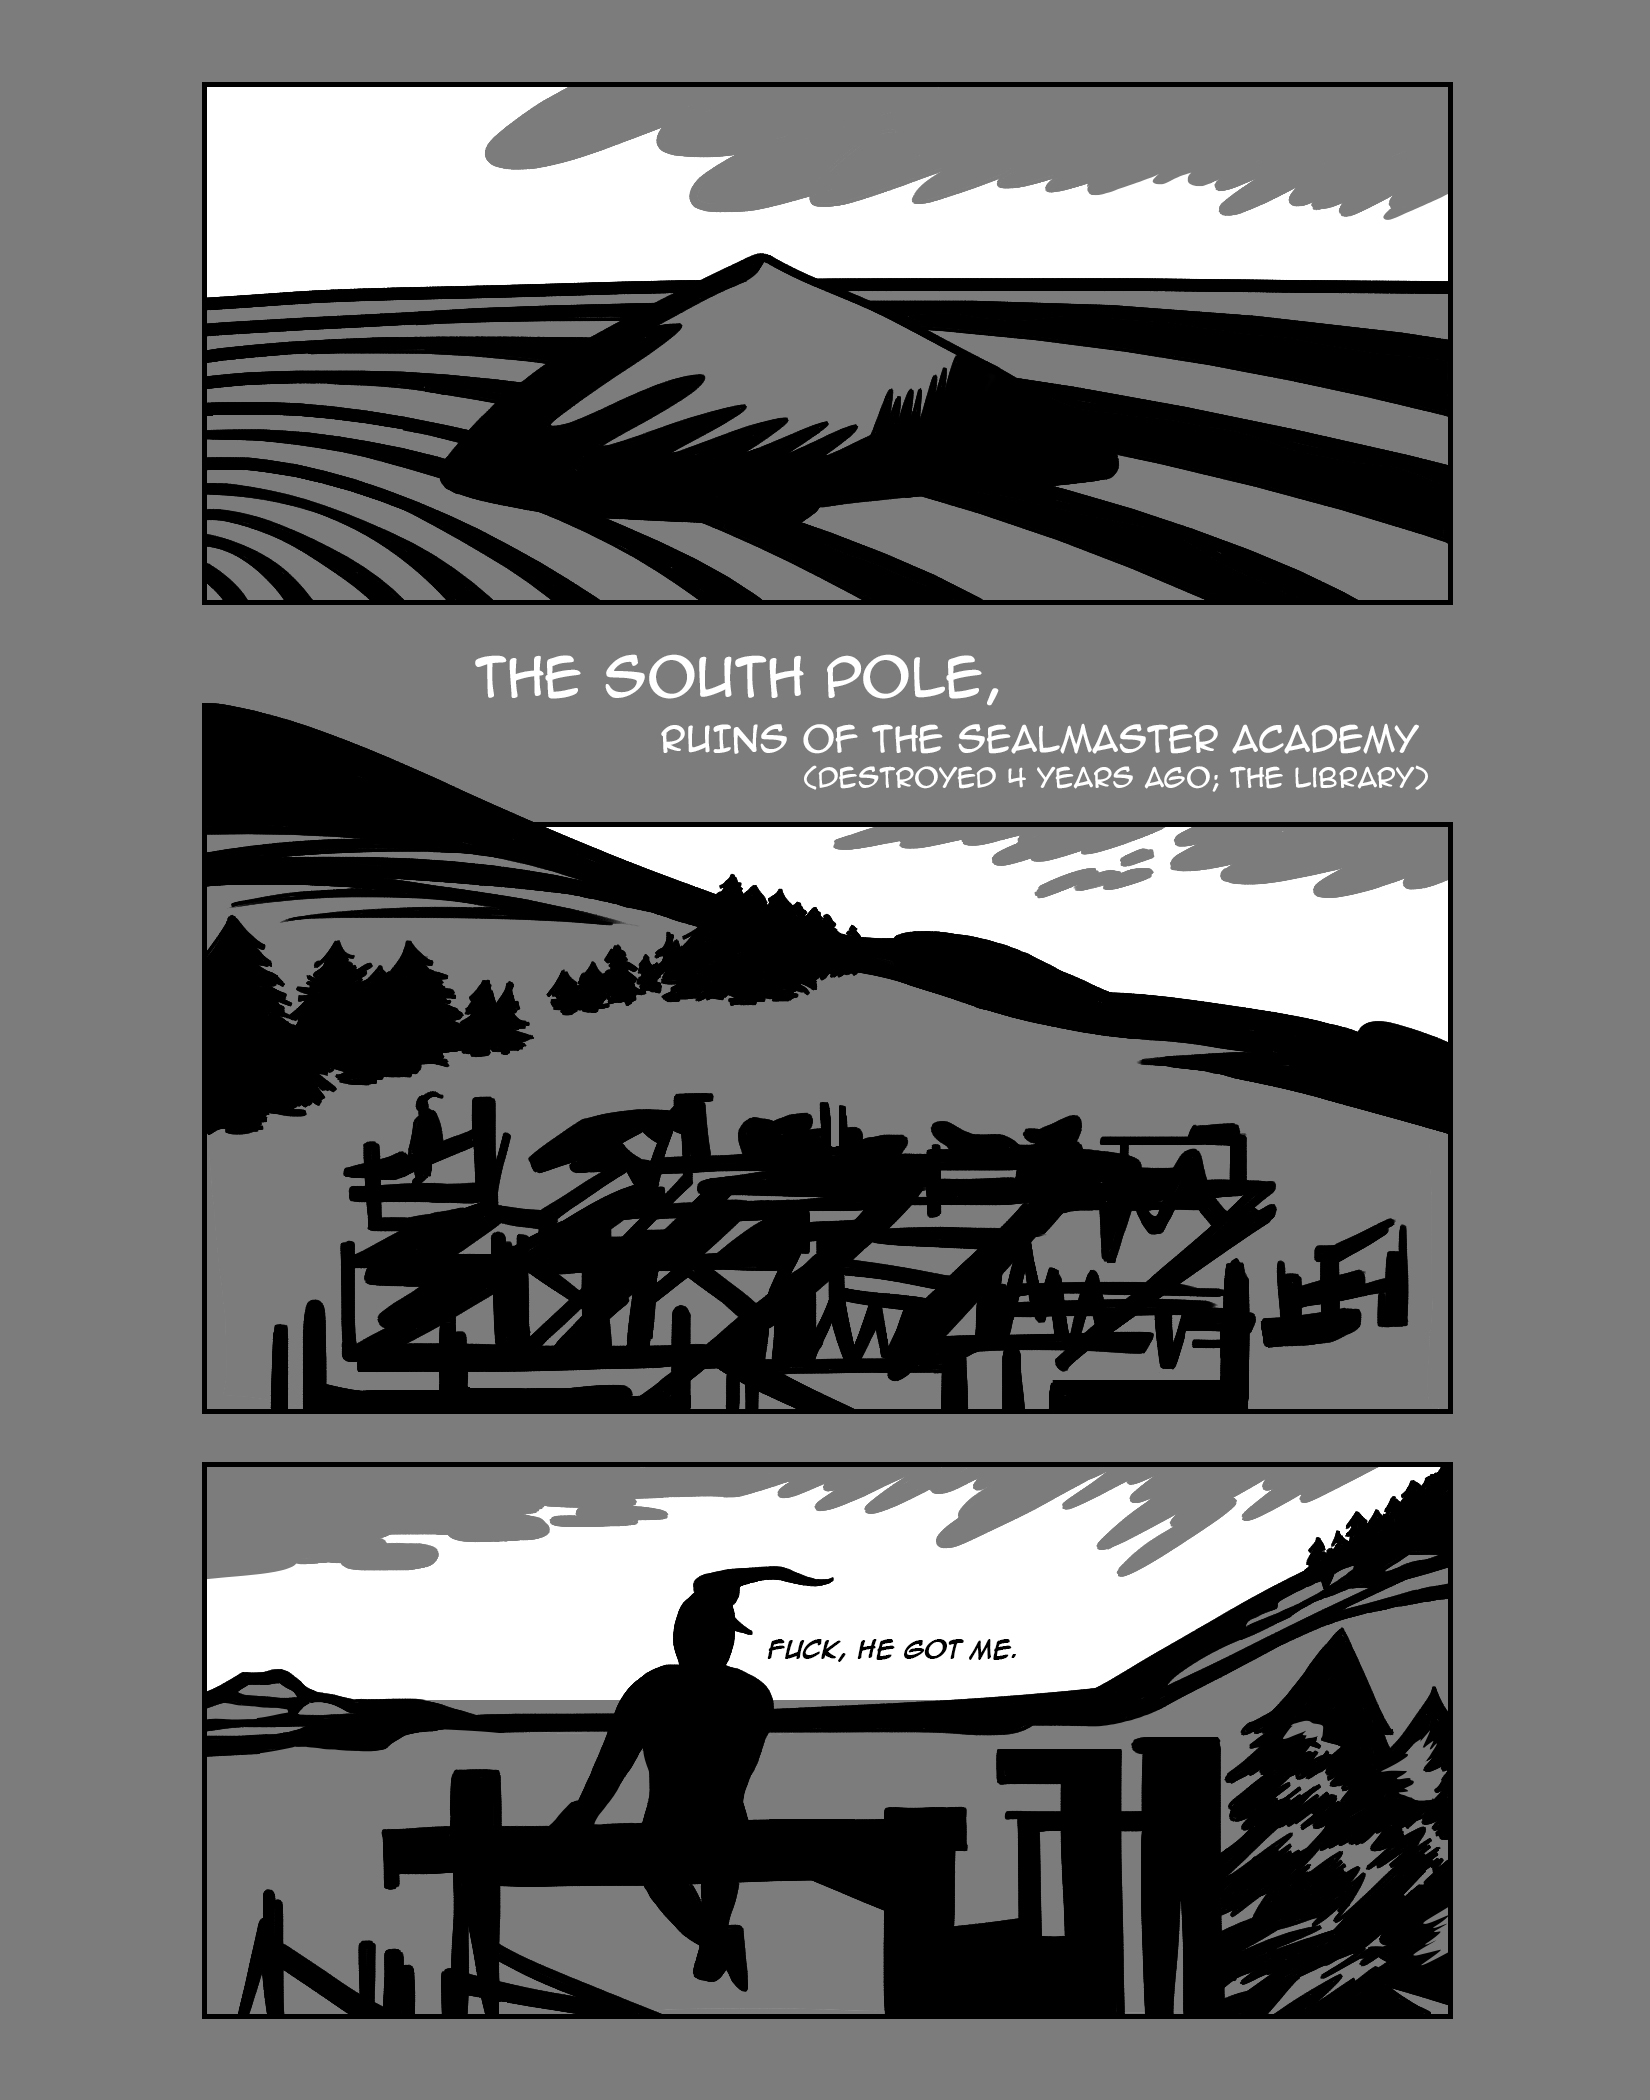 THE SOUTH POLE,
RUINS OF THE SEALMASTER ACADEMY
(DESTROYED 4 YEARS AGO; THE LIBRARY)
FUCK, HE GOT ME.